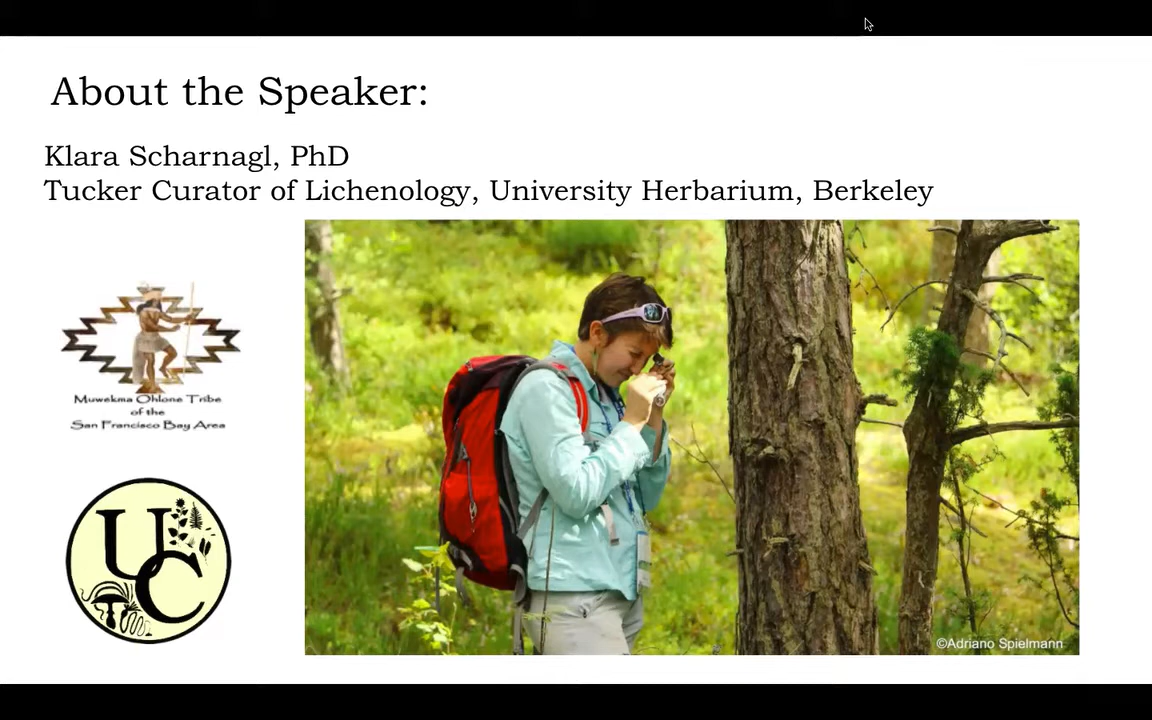 About the Speaker:
Klara Scharnagl, PhD
Tucker Curator of Lichenology, University Herbarium, Berkeley
Muwekma Ohlone Tribe
of the
San Francisco Bay Area
UC
©Adriano Spielmann